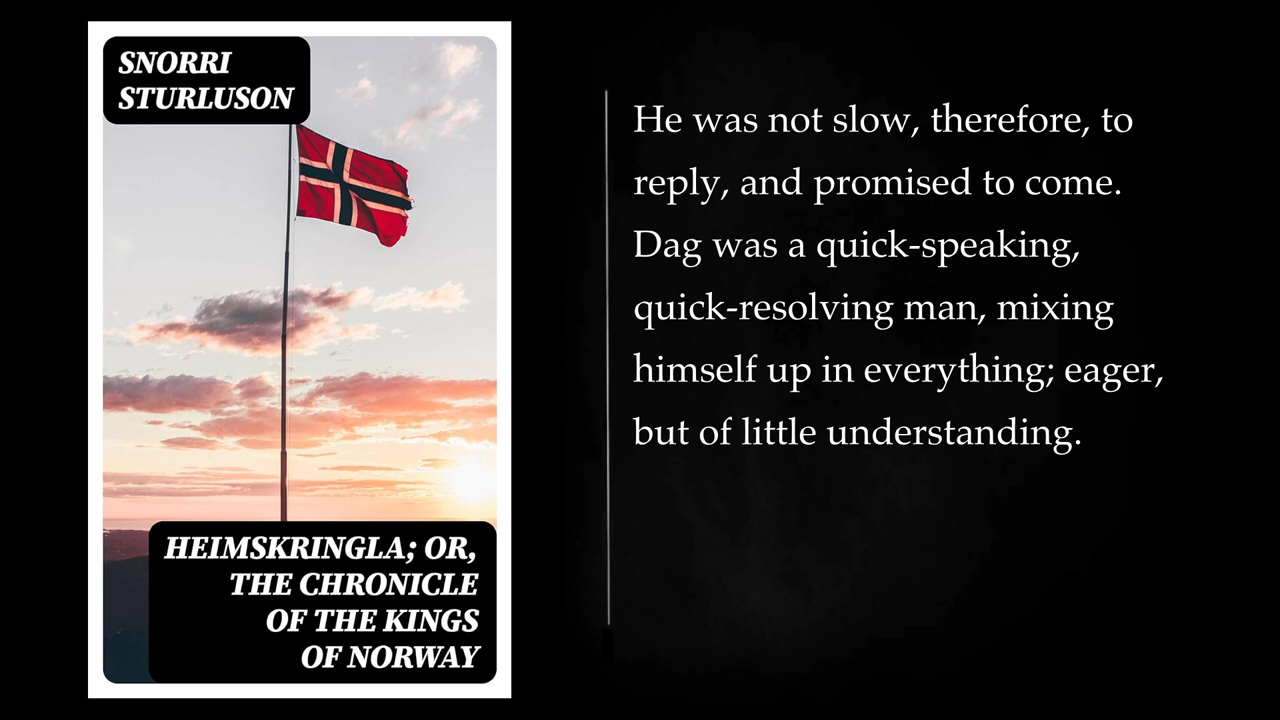 SNORRI
STURLUSON
HEIMSKRINGLA; OR,
THE CHRONICLE
OF THE KINGS
OF NORWAY
He was not slow, therefore, to
reply, and promised to come.
Dag was a quick-speaking,
quick-resolving man, mixing
himself up in everything; eager,
but of little understanding.